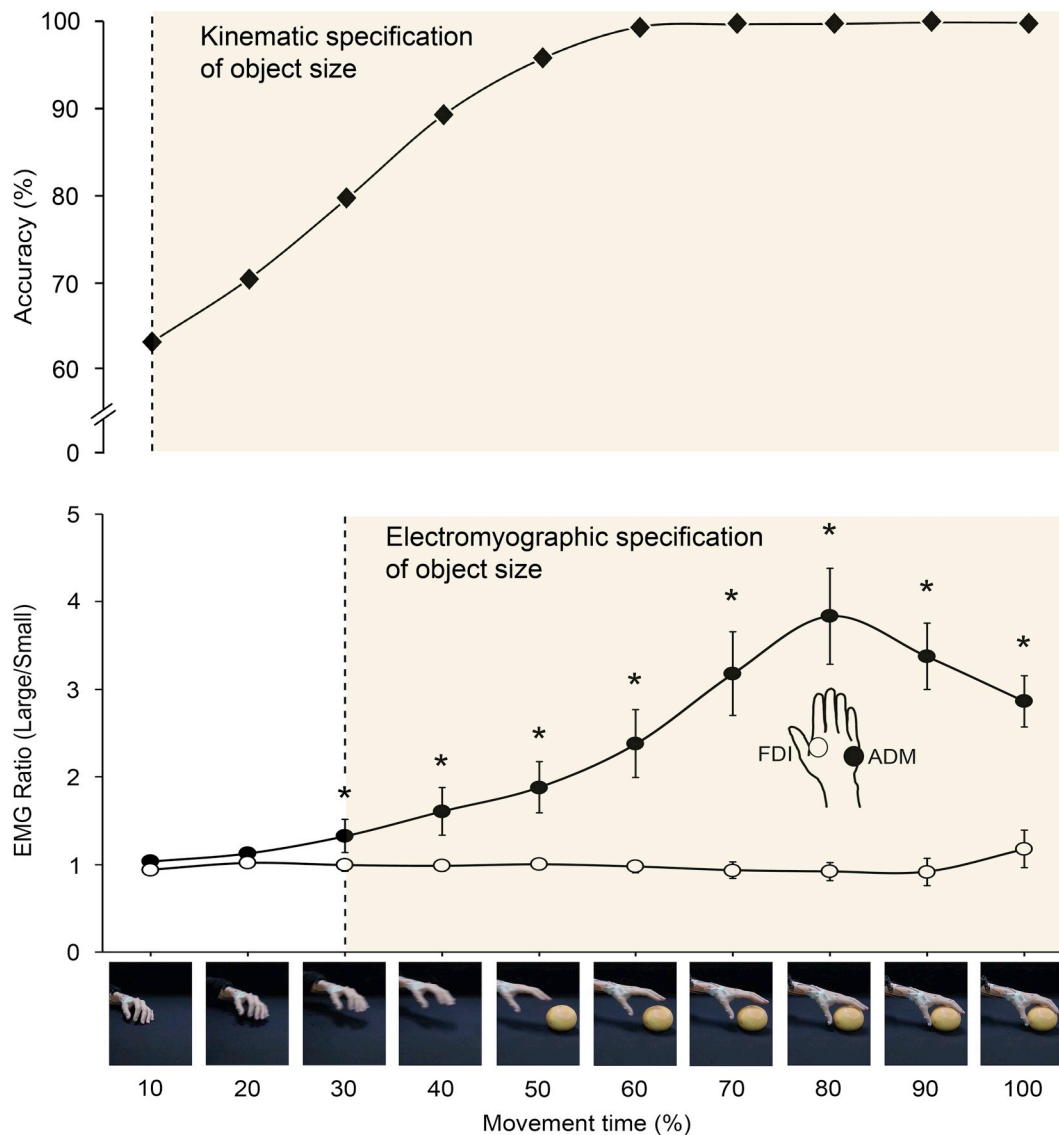 100
90
80
70
60
0
Accuracy (%)
Kinematic specification
of object size
5
4
3
2
1
0
EMG Ratio (Large/Small)
Electromyographic specification
of object size
*
*
*
*
*
*
*
*
FDI
ADM
10 20 30 40 50 60 70 80 90 100
Movement time (%)